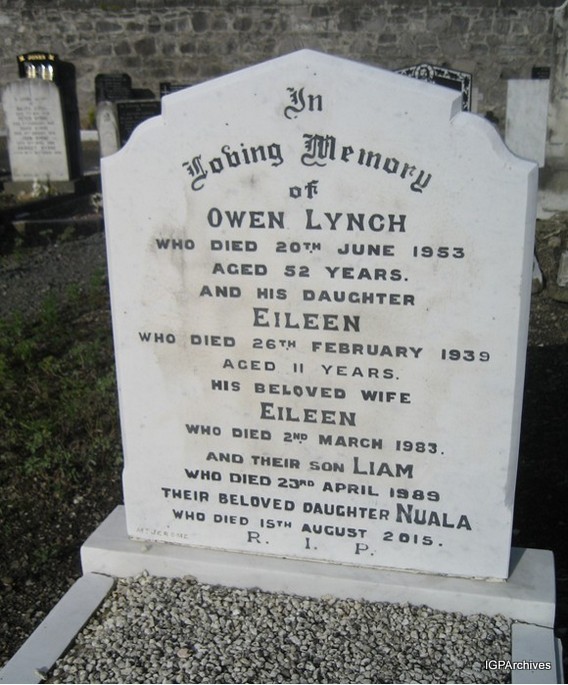 In
Loving Memory
of
OWEN LYNCH
WHO DIED 20TH JUNE 1953
AGED 52 YEARS.
AND HIS DAUGHTER
EILEEN
WHO DIED 26TH FEBRUARY 1939
AGED 11 YEARS.
HIS BELOVED WIFE
EILEEN
WHO DIED 2ND MARCH 1983.
AND THEIR SON LIAM
WHO DIED 23RD APRIL 1989
THEIR BELOVED DAUGHTER NUALA
WHO DIED 15TH AUGUST 2015.
R. I. P.
IGPArchives